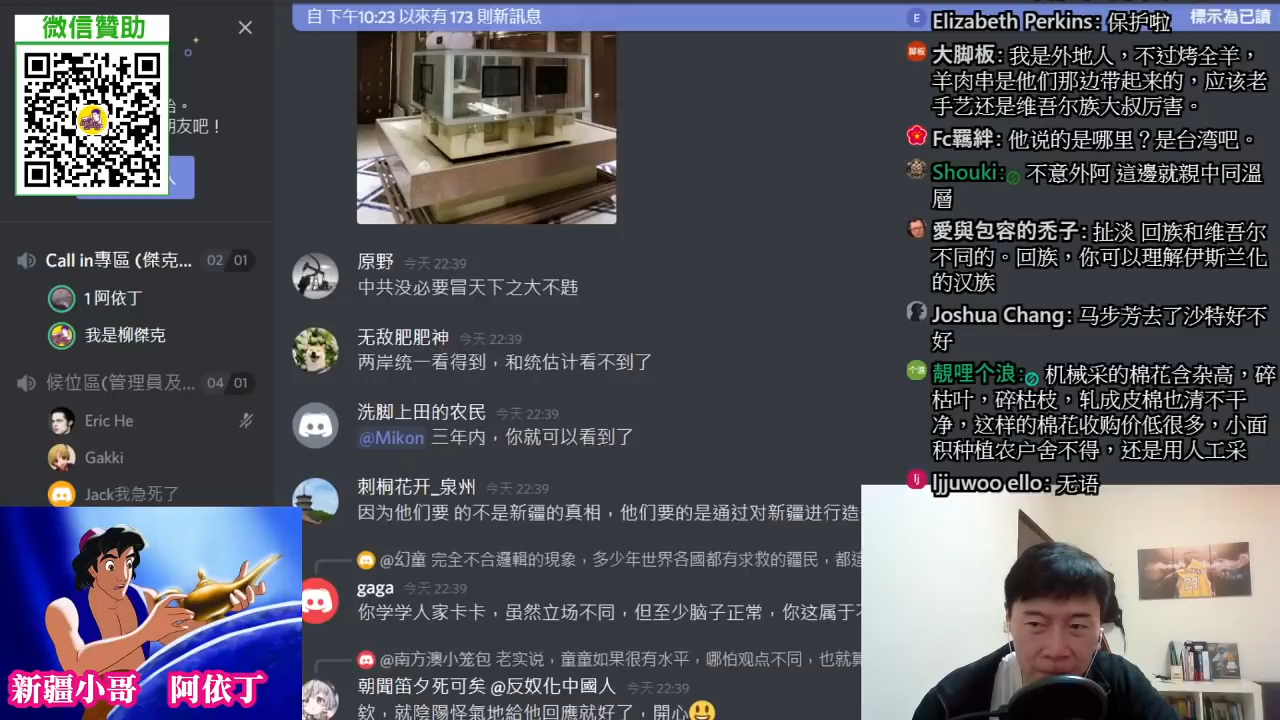 微信贊助
自 下午10:23 以來有 173 則新訊息
標示為已讀
朋友吧！
Call in專區 (傑克... 02 01
1 阿依丁
我是柳傑克
候位區(管理員及... 04 01
Eric He
Gakki
Jack我急死了
新疆小哥 阿依丁
原野 今天 22:39
中共没必要冒天下之大不韪
无敌肥肥神 今天 22:39
两岸统一看得到，和统估计看不到了
洗脚上田的农民 今天 22:39
@Mikon 三年内，你就可以看到了
刺桐花开_泉州 今天 22:39
因为他们要 的不是新疆的真相，他们要的是通过对新疆进行造
@幻童 完全不合邏輯的現象，多少年世界各國都有求救的疆民，都這
gaga 今天 22:39
你学学人家卡卡，虽然立场不同，但至少脑子正常，你这属于
@南方澳小笼包 老实说，童童如果很有水平，哪怕观点不同，也就算
朝聞笛夕死可矣 @反奴化中國人 今天 22:39
欸，就陰陽怪氣地給他回應就好了，開心😃
Elizabeth Perkins: 保护啦
大脚板: 我是外地人，不过烤全羊，
羊肉串是他们那边带起来的，应该老
手艺还是维吾尔族大叔厉害。
Fc羈絆: 他说的是哪里？是台湾吧。
Shouki: 不意外阿 這邊就親中同溫
層
愛與包容的禿子: 扯淡 回族和维吾尔
不同的。回族，你可以理解伊斯兰化
的汉族
Joshua Chang: 马步芳去了沙特好不
好
靚哩个浪: 机械采的棉花含杂高，碎
枯叶，碎枯枝，轧成皮棉也清不干
净，这样的棉花收购价低很多，小面
积种植农户舍不得，还是用人工采
ljjuwoo ello: 无语